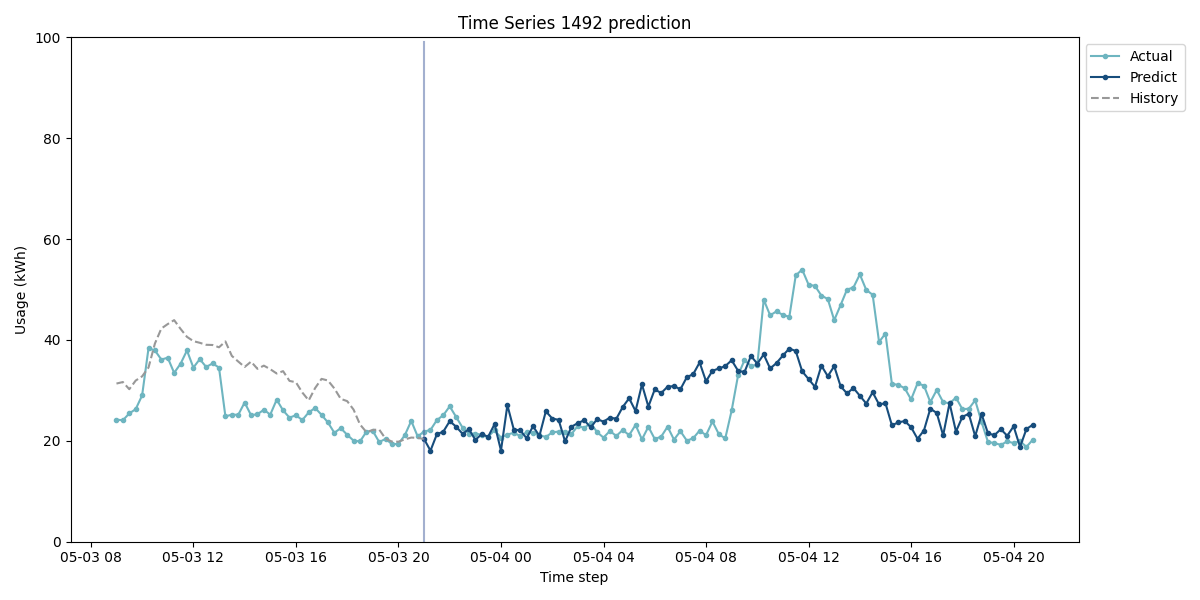 Time Series 1492 prediction
100
80
60
40
20
0
Usage (kWh)
05-03 08 05-03 12 05-03 16 05-03 20 05-04 00 05-04 04 05-04 08 05-04 12 05-04 16 05-04 20
Time step
Actual
Predict
History